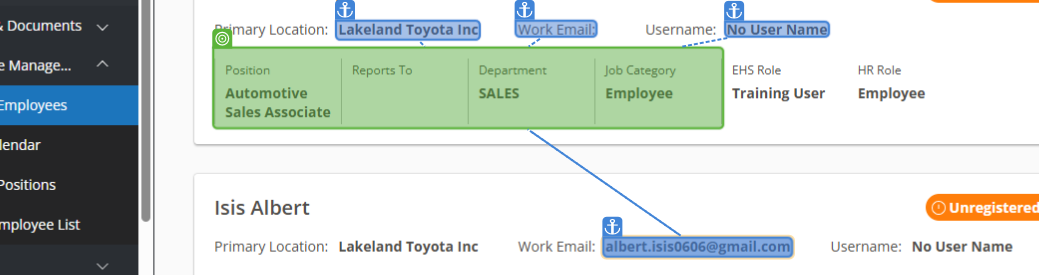 & Documents
e Manage...
Employees
lendar
Positions
mployee List
Primary Location: Lakeland Toyota Inc Work Email: Username: No User Name
Position Reports To Department Job Category EHS Role HR Role
Automotive SALES Employee Training User Employee
Sales Associate
Isis Albert Unregistered
Primary Location: Lakeland Toyota Inc Work Email: albert.isis0606@gmail.com Username: No User Name